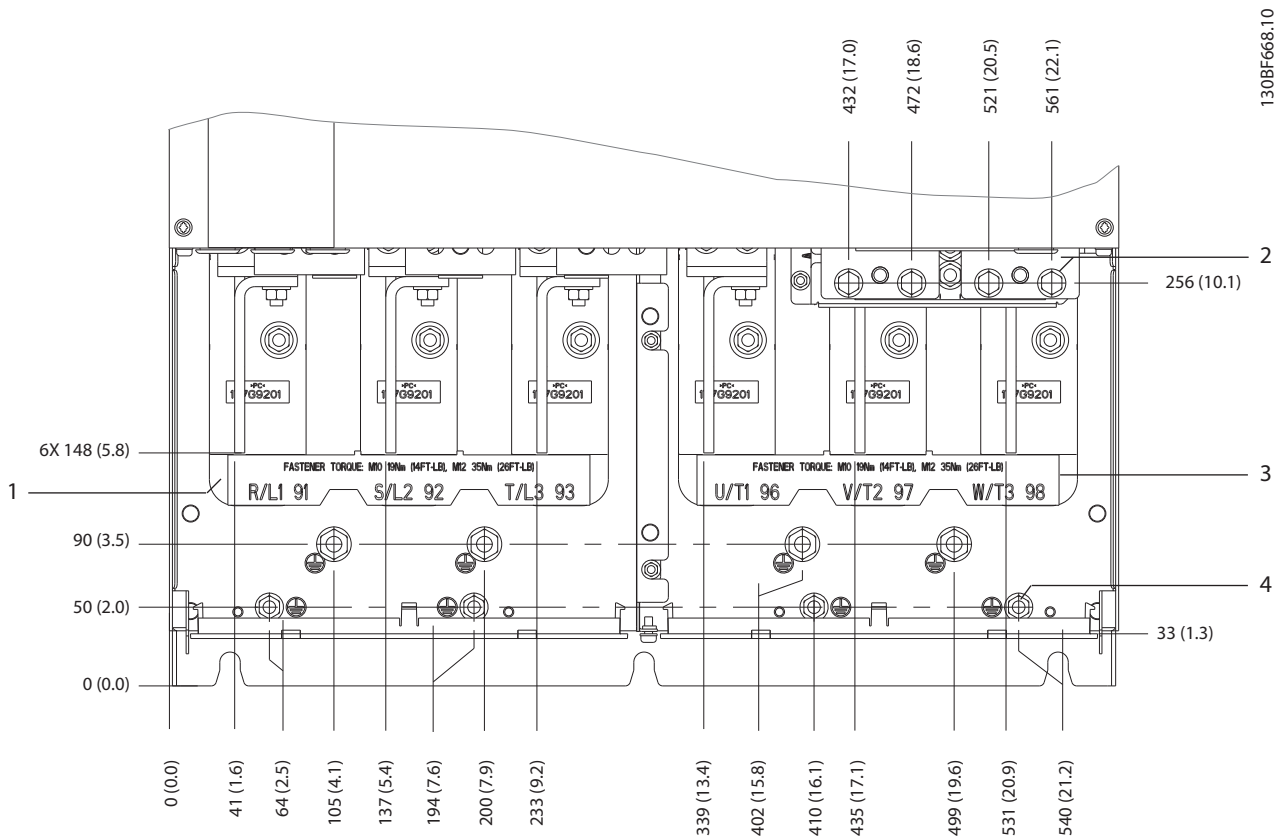 130BF668.10
432 (17.0)
472 (18.6)
521 (20.5)
561 (22.1)
2
256 (10.1)
»PC«
»PC«
»PC«
»PC«
»PC«
»PC«
6X 148 (5.8)
FASTENER TORQUE: M10 19Nm (14FT-LB), M12 35Nm (26FT-LB)
FASTENER TORQUE: M10 19Nm (14FT-LB), M12 35Nm (26FT-LB)
3
1
R/L1 91
S/L2 92
T/L3 93
U/T1 96
V/T2 97
W/T3 98
90 (3.5)
50 (2.0)
4
33 (1.3)
0 (0.0)
0 (0.0)
41 (1.6)
64 (2.5)
105 (4.1)
137 (5.4)
194 (7.6)
200 (7.9)
233 (9.2)
339 (13.4)
402 (15.8)
410 (16.1)
435 (17.1)
499 (19.6)
531 (20.9)
540 (21.2)